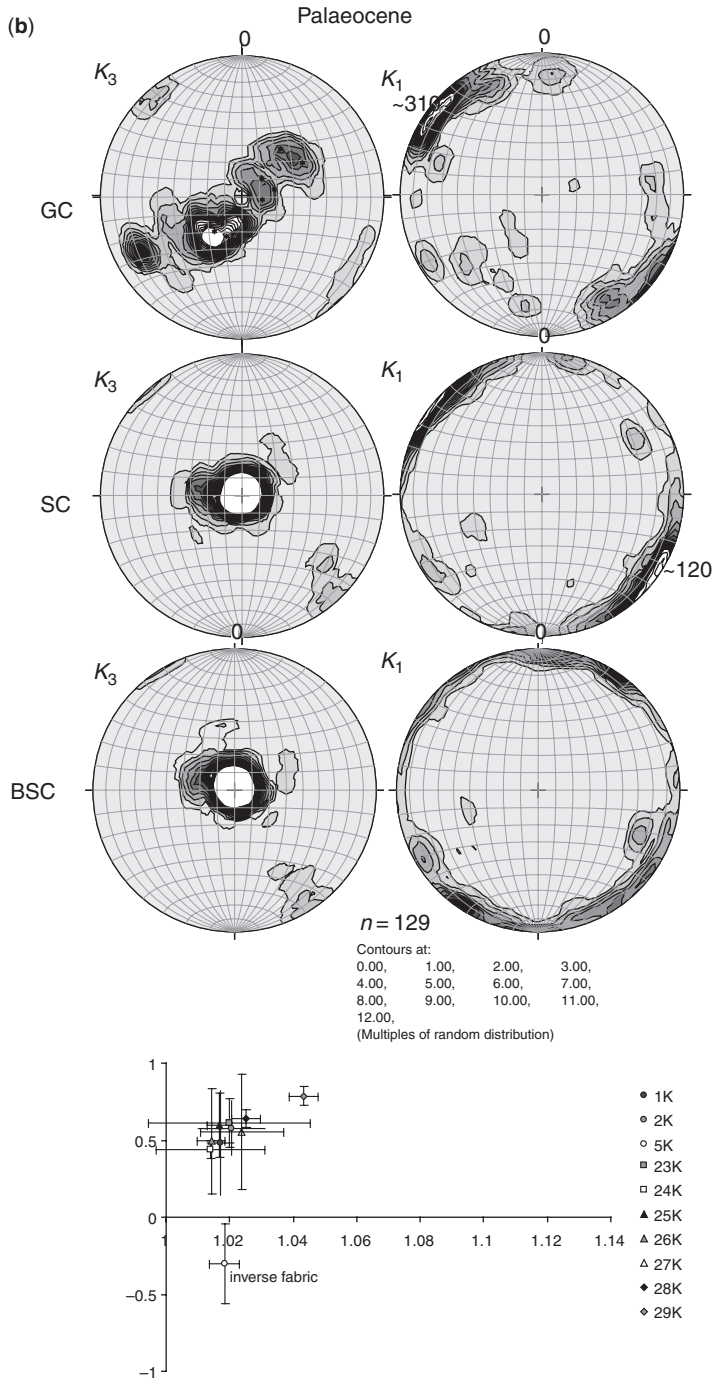 (b)
Palaeocene
0
0
K3
K1
~310
GC
0
0
K3
K1
SC
~120
0
0
K3
K1
BSC
n = 129
Contours at:
0.00, 1.00, 2.00, 3.00,
4.00, 5.00, 6.00, 7.00,
8.00, 9.00, 10.00, 11.00,
12.00,
(Multiples of random distribution)
1
0.5
0
1 1.02 1.04 1.06 1.08 1.10 1.12 1.14
inverse fabric
−0.5
−1
1K
2K
5K
23K
24K
25K
26K
27K
28K
29K